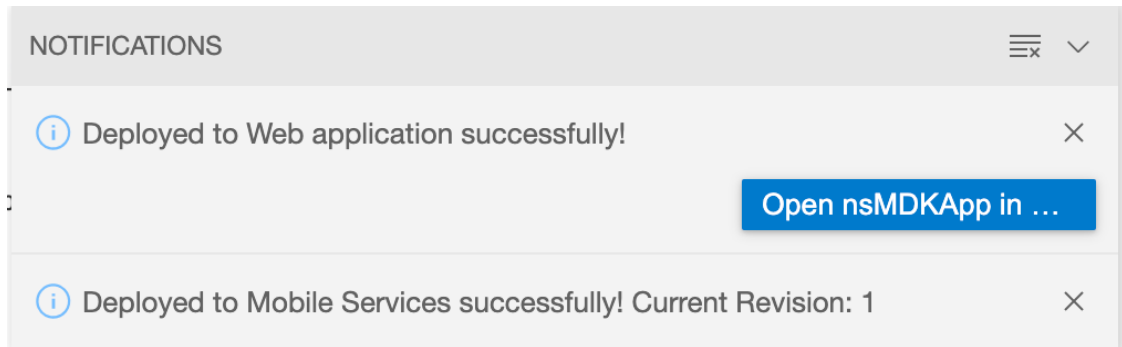 NOTIFICATIONS
Deployed to Web application successfully!
Open nsMDKApp in ...
Deployed to Mobile Services successfully! Current Revision: 1